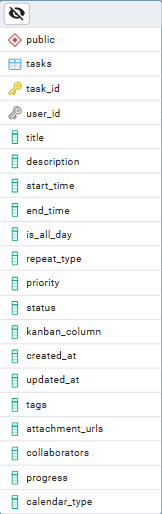 public
tasks
task_id
user_id
title
description
start_time
end_time
is_all_day
repeat_type
priority
status
kanban_column
created_at
updated_at
tags
attachment_urls
collaborators
progress
calendar_type